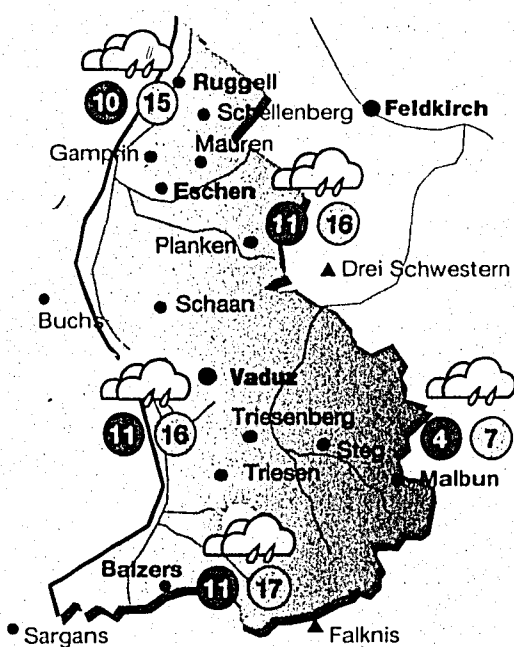 Ruggell
10 15
Schellenberg
Feldkirch
Mauren
Gamprin
Eschen
11 16
Planken
Drei Schwestern
Schaan
Buchs
Vaduz
11 16
Triesenberg
Steg
4 7
Triesen
Malbun
Balzers
11 17
Sargans
Falknis